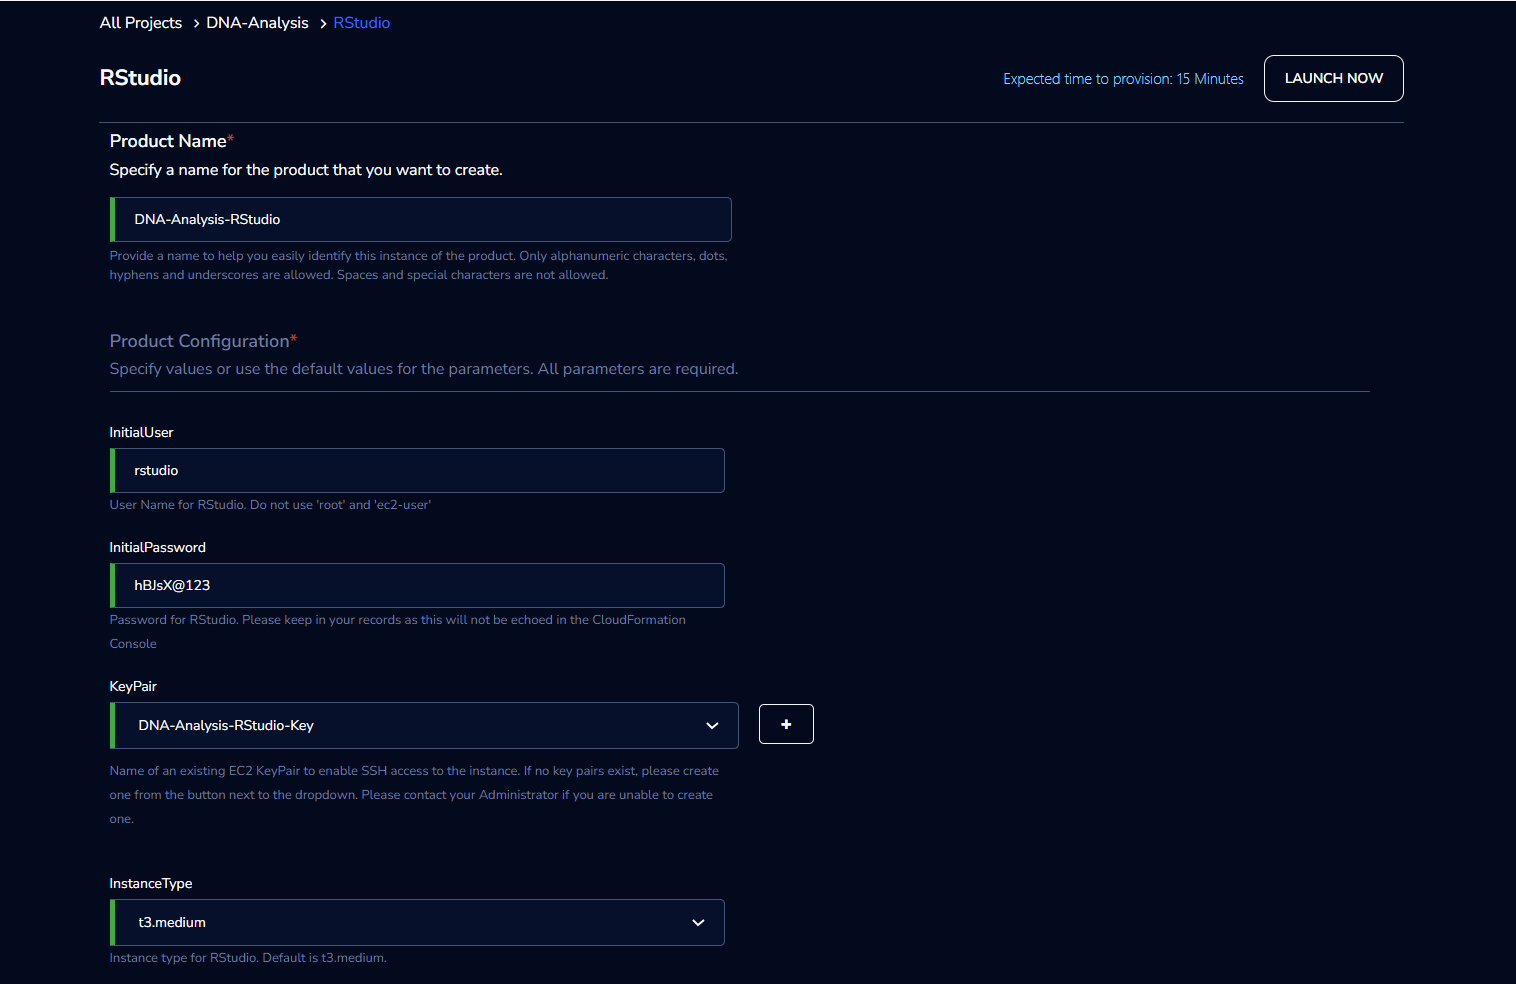 All Projects > DNA-Analysis > RStudio
RStudio
Expected time to provision: 15 Minutes
LAUNCH NOW
Product Name*
Specify a name for the product that you want to create.
DNA-Analysis-RStudio
Provide a name to help you easily identify this instance of the product. Only alphanumeric characters, dots,
hyphens and underscores are allowed. Spaces and special characters are not allowed.
Product Configuration*
Specify values or use the default values for the parameters. All parameters are required.
InitialUser
rstudio
User Name for RStudio. Do not use 'root' and 'ec2-user'
InitialPassword
hBJsX@123
Password for RStudio. Please keep in your records as this will not be echoed in the CloudFormation
Console
KeyPair
DNA-Analysis-RStudio-Key
+
Name of an existing EC2 KeyPair to enable SSH access to the instance. If no key pairs exist, please create
one from the button next to the dropdown. Please contact your Administrator if you are unable to create
one.
InstanceType
t3.medium
Instance type for RStudio. Default is t3.medium.